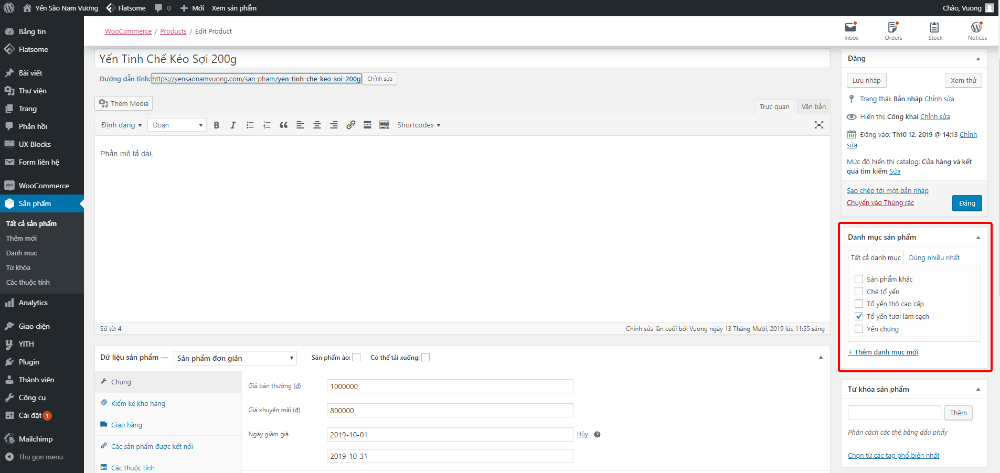 Yến Sào Nam Vương
Flatsome
0
Mới
Xem sản phẩm
Chào, Vuong
Bảng tin
Flatsome
Bài viết
Thư viện
Trang
Phản hồi
UX Blocks
Form liên hệ
WooCommerce
Sản phẩm
Tất cả sản phẩm
Thêm mới
Danh mục
Từ khóa
Các thuộc tính
Analytics
Giao diện
YITH
Plugin
Thành viên
Công cụ
Cài đặt 1
Mailchimp
Thu gọn menu
WooCommerce / Products / Edit Product
Inbox
Orders
Stock
Notices
Yến Tinh Chế Kéo Sợi 200g
Đường dẫn tĩnh: https://yensaonamvuong.com/san-pham/yen-tinh-che-keo-soi-200g Chỉnh sửa
Thêm Media
Trực quan
Văn bản
Định dạng
Đoạn
B
I
Shortcodes
Phần mô tả dài,
Số từ: 4
Chỉnh sửa lần cuối bởi Vuong ngày 13 Tháng Mười, 2019 lúc 11:55 sáng
Dữ liệu sản phẩm —
Sản phẩm đơn giản
Sản phẩm ảo:
Có thể tải xuống:
Chung
Kiểm kê kho hàng
Giao hàng
Các sản phẩm được kết nối
Các thuộc tính
Giá bán thường (₫)
1000000
Giá khuyến mãi (₫)
800000
Ngày giảm giá
2019-10-01
Hủy
2019-10-31
Đăng
Lưu nháp
Xem thử
Trạng thái: Bản nháp Chỉnh sửa
Hiển thị: Công khai Chỉnh sửa
Đăng vào: Th10 12, 2019 @ 14:13 Chỉnh
sửa
Mức độ hiển thị catalog: Cửa hàng và kết
quả tìm kiếm Sửa
Sao chép tới một bản nháp
Chuyển vào Thùng rác
Đăng
Danh mục sản phẩm
Tất cả danh mục
Dùng nhiều nhất
Sản phẩm khác
Chè tổ yến
Tổ yến thô cao cấp
Tổ yến tươi làm sạch
Yến chưng
+ Thêm danh mục mới
Từ khóa sản phẩm
Thêm
Phân cách các thẻ bằng dấu phẩy
Chọn từ các tag phổ biến nhất